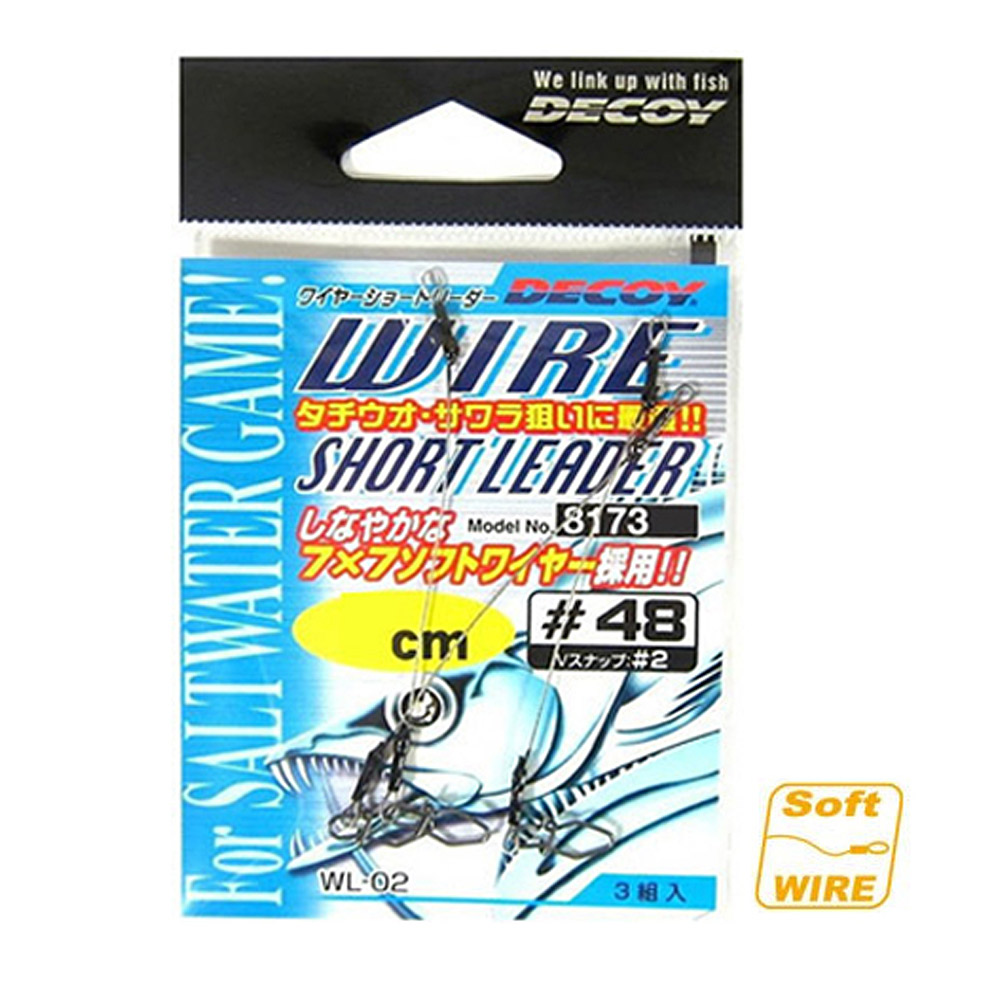 We link up with fish
DECOY
For SALTWATER GAME!
ワイヤーショートリーダー DECOY
WIRE
タチウオ・サワラ狙いに最適!!
SHORT LEADER
しなやかな Model No. 8173
7×7ソフトワイヤー採用!!
cm
#48
Nスナップ:#2
WL-02
3組入
Soft
WIRE